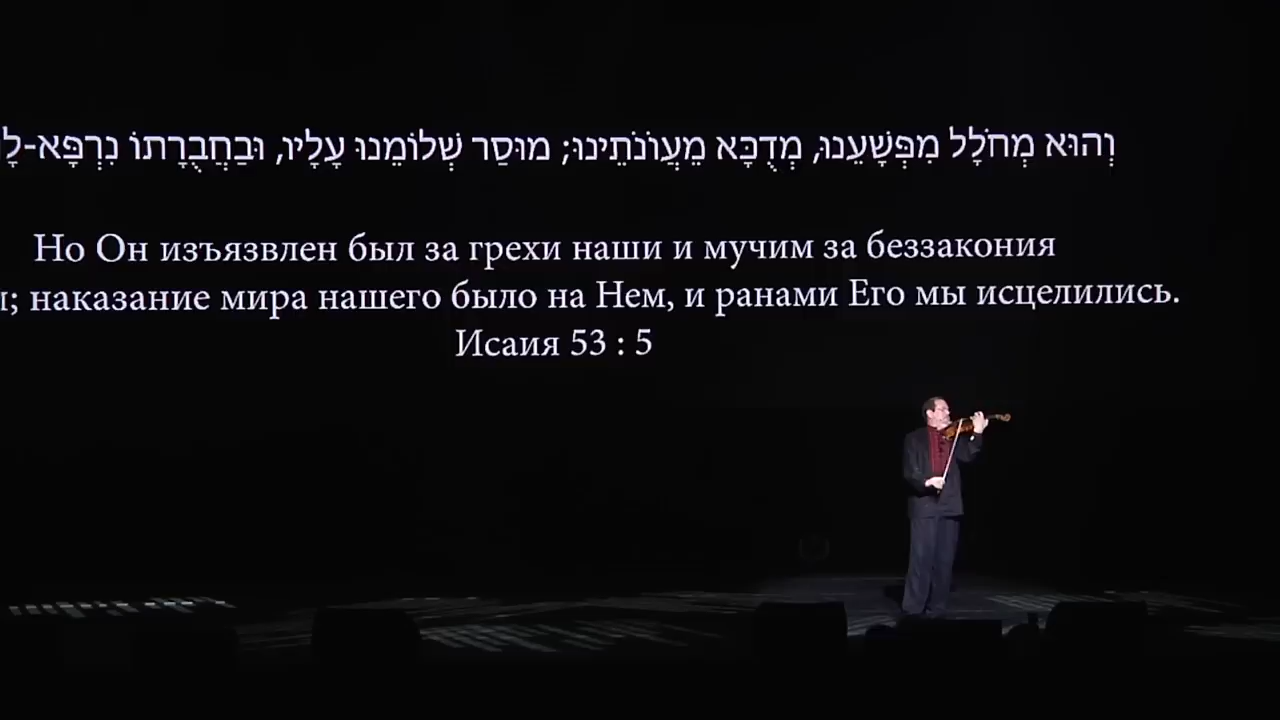 וְהוּא מְחֹלָל מִפְּשָׁעֵנוּ, מְדֻכָּא מֵעֲוֺנֹתֵינוּ; מוּסַר שְׁלוֹמֵנוּ עָלָיו, וּבַחֲבֻרָתוֹ נִרְפָּא-לָ
Но Он изъязвлен был за грехи наши и мучим за беззакония
; наказание мира нашего было на Нем, и ранами Его мы исцелились.
Исаия 53 : 5